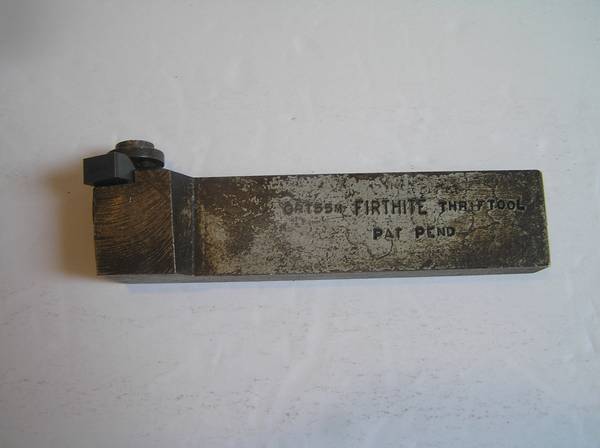 FIRTHITE THRIFTOOL
PAT PEND